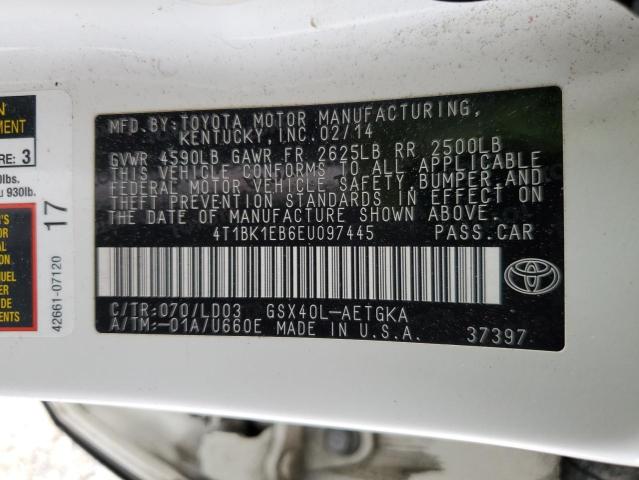 MFD.BY:TOYOTA MOTOR MANUFACTURING,
KENTUCKY, INC. 02/14
GVWR 4590LB GAWR FR 2625LB RR 2500LB
THIS VEHICLE CONFORMS TO ALL APPLICABLE
FEDERAL MOTOR VEHICLE SAFETY, BUMPER, AND
THEFT PREVENTION STANDARDS IN EFFECT ON
THE DATE OF MANUFACTURE SHOWN ABOVE.
4T1BK1EB6EU097445 PASS.CAR
C/TR:070/LD03 GSX40L-AETGKA
A/TM:-01A/U660E MADE IN U.S.A.
37397
17
42661-07120
3
930lb.